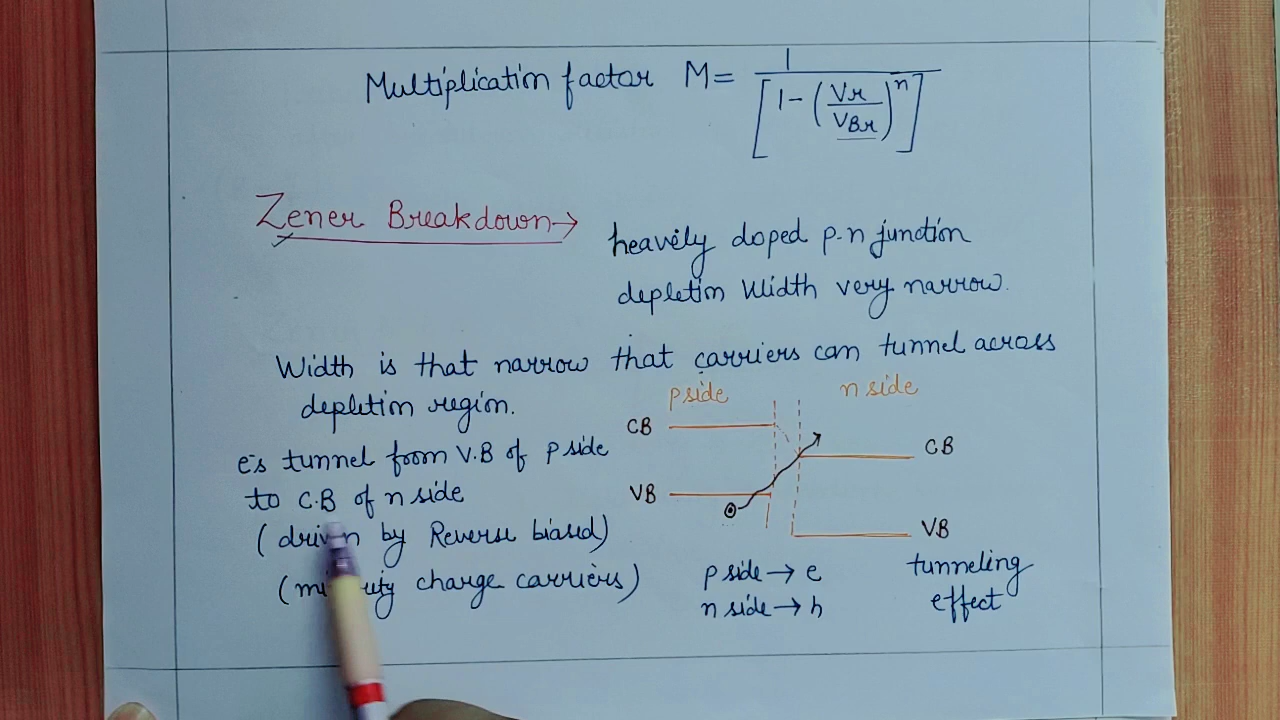 Multiplication factor M = 1 / [1 - (Vr / VBr)^n]
Zener Breakdown →
heavily doped p-n junction
depletin width very narrow.
Width is that narrow that carriers can tunnel across
depletin region.
p side n side
CB
CB
e's tunnel from V.B of p side
to C.B of n side
VB
VB
(driven by Reverse biased)
( charge carriers)
p side → e
n side → h
tunneling
effect